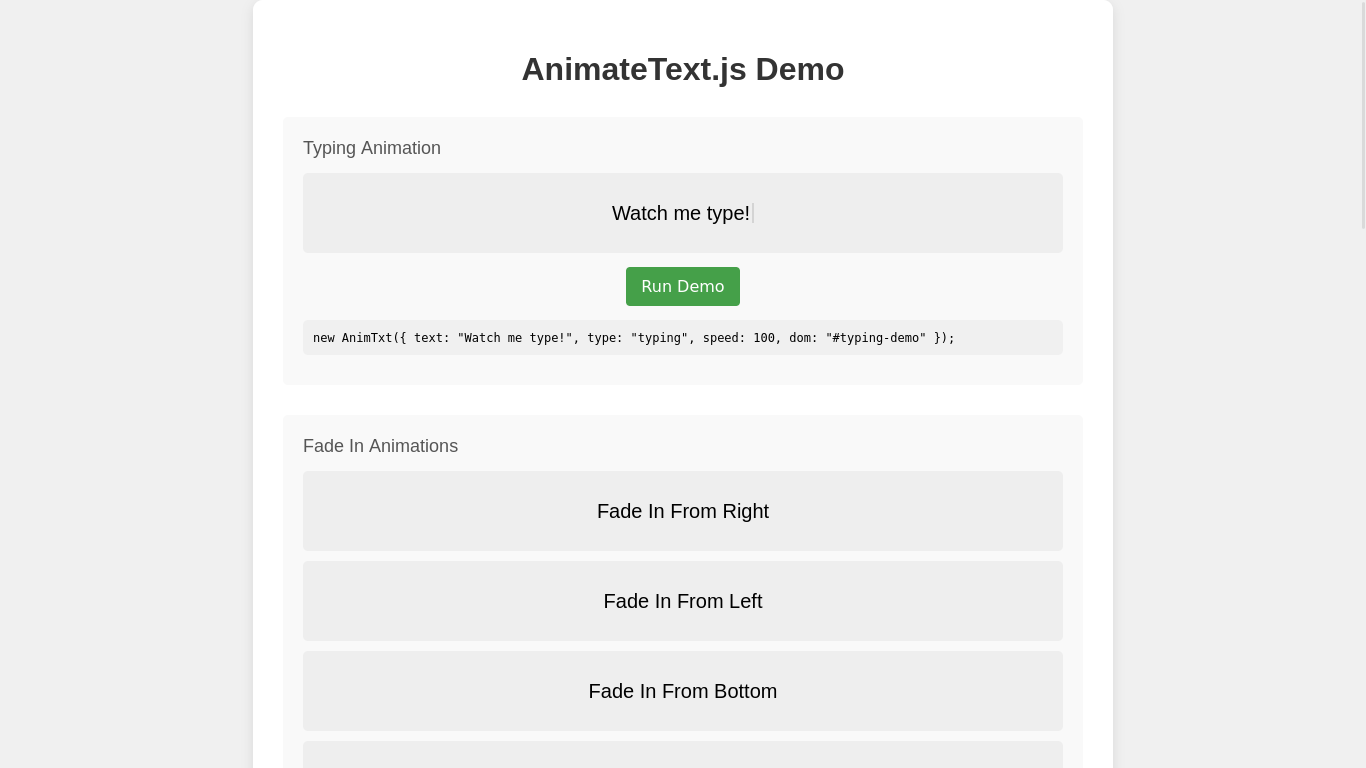 AnimateText.js Demo
Typing Animation
Watch me type!
Run Demo
new AnimTxt({ text: "Watch me type!", type: "typing", speed: 100, dom: "#typing-demo" });
Fade In Animations
Fade In From Right
Fade In From Left
Fade In From Bottom